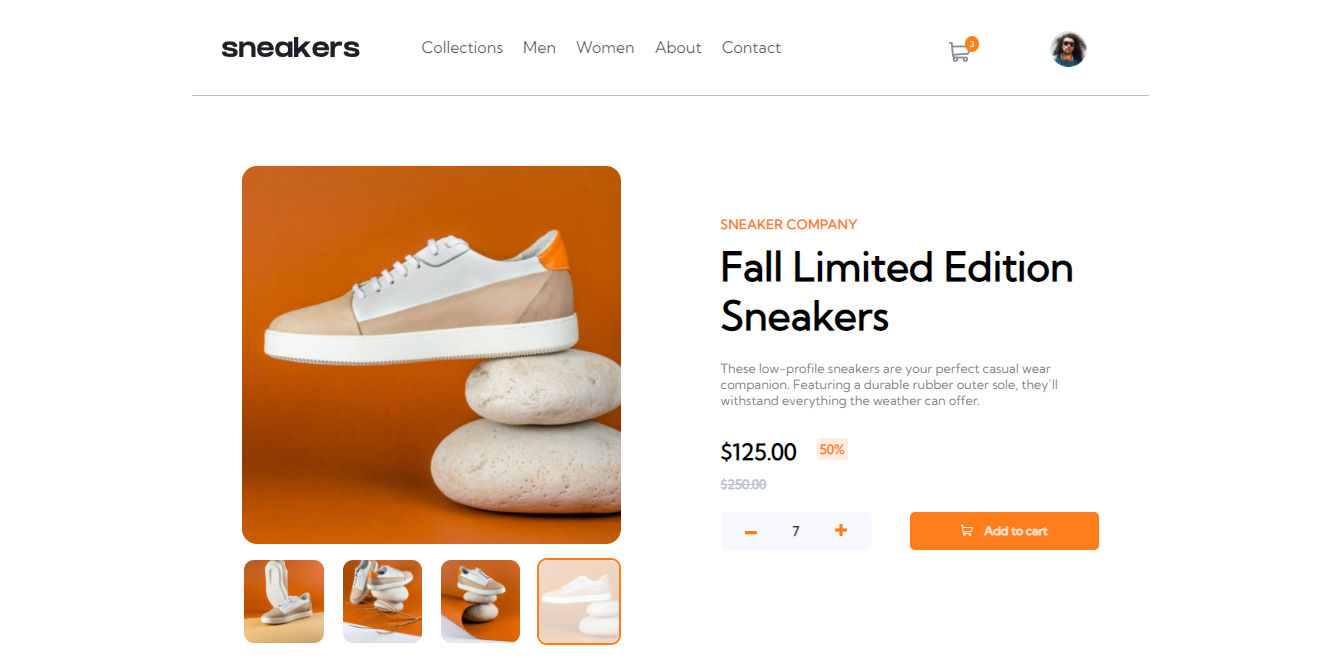 sneakers
Collections Men Women About Contact
3
SNEAKER COMPANY
Fall Limited Edition
Sneakers
These low-profile sneakers are your perfect casual wear
companion. Featuring a durable rubber outer sole, they'll
withstand everything the weather can offer.
$125.00 50%
$250.00
– 7 + Add to cart